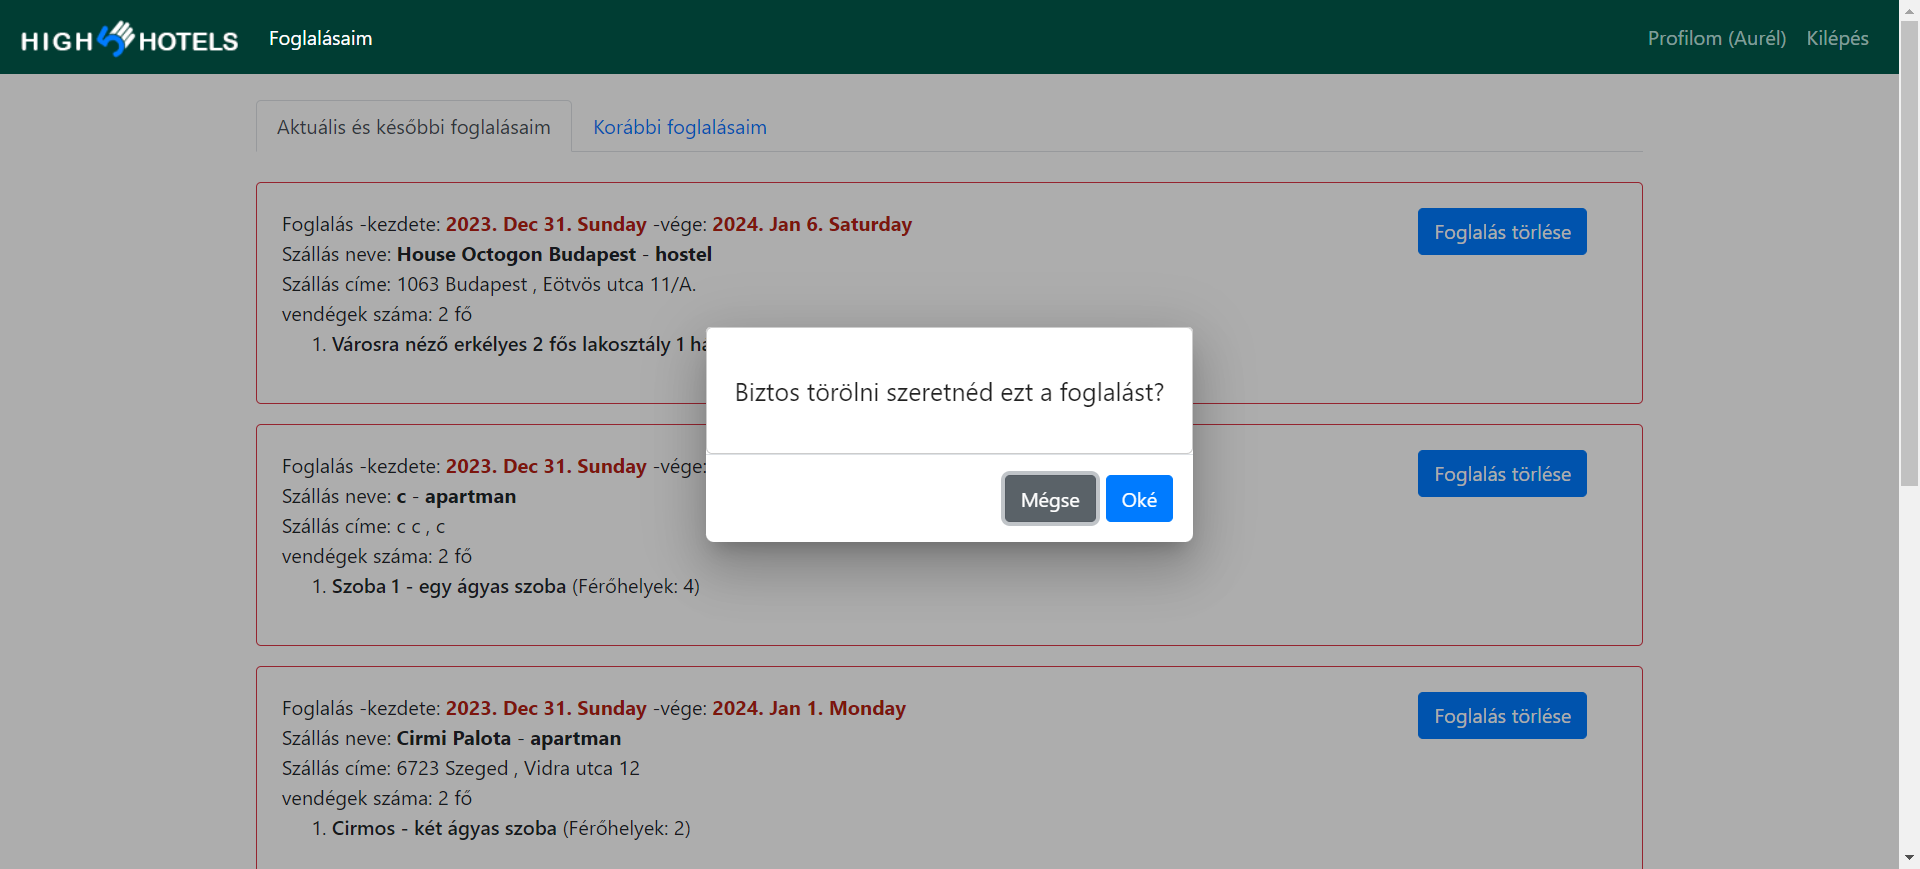 HIGH 5 HOTELS Foglalásaim Profilom (Aurél) Kilépés
Aktuális és későbbi foglalásaim Korábbi foglalásaim
Foglalás -kezdete: 2023. Dec 31. Sunday -vége: 2024. Jan 6. Saturday
Foglalás törlése
Szállás neve: House Octogon Budapest - hostel
Szállás címe: 1063 Budapest , Eötvös utca 11/A.
vendégek száma: 2 fő
1. Városra néző erkélyes 2 fős lakosztály 1
Biztos törölni szeretnéd ezt a foglalást?
Mégse Oké
Foglalás -kezdete: 2023. Dec 31. Sunday -vége:
Foglalás törlése
Szállás neve: c - apartman
Szállás címe: c c , c
vendégek száma: 2 fő
1. Szoba 1 - egy ágyas szoba (Férőhelyek: 4)
Foglalás -kezdete: 2023. Dec 31. Sunday -vége: 2024. Jan 1. Monday
Foglalás törlése
Szállás neve: Cirmi Palota - apartman
Szállás címe: 6723 Szeged , Vidra utca 12
vendégek száma: 2 fő
1. Cirmos - két ágyas szoba (Férőhelyek: 2)